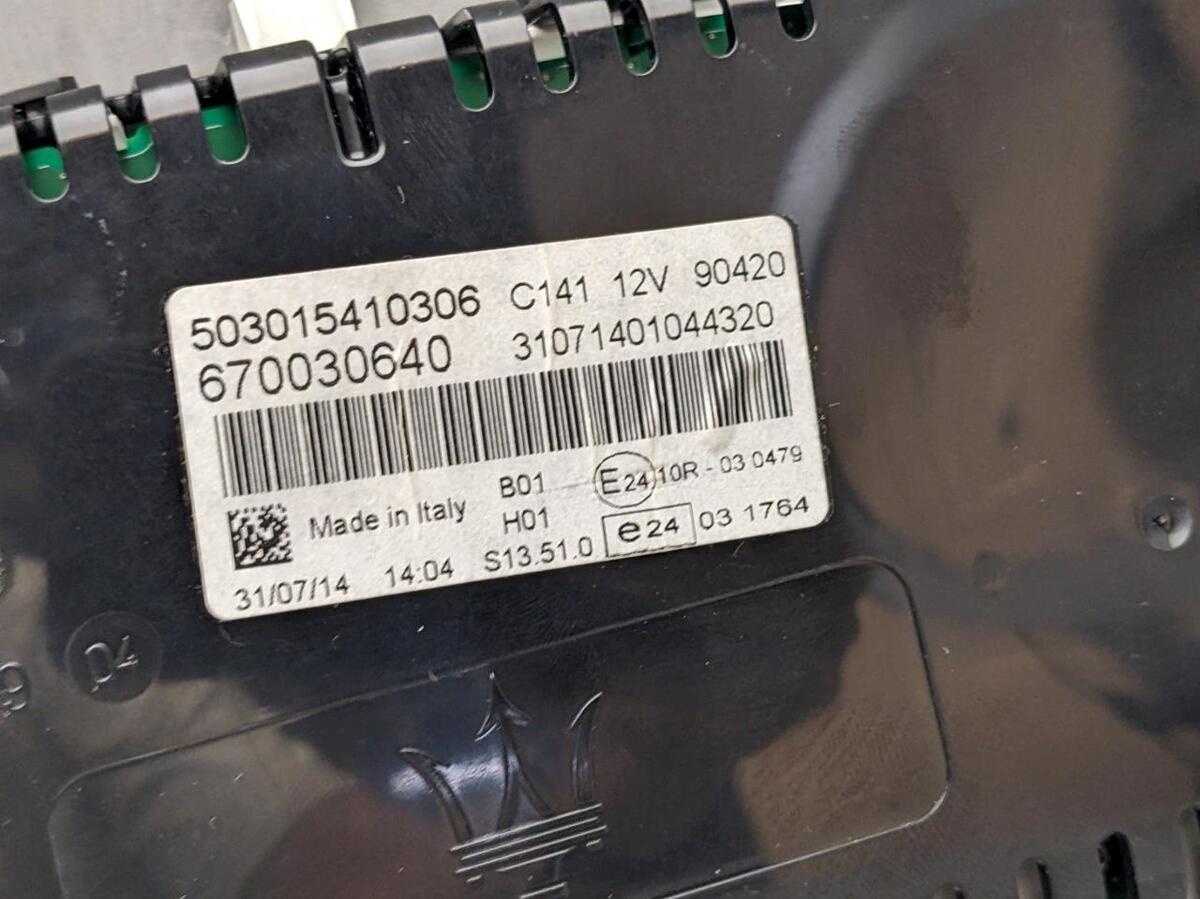 503015410306 C141 12V 90420
670030640 31071401044320
B01 E24 10R - 03 0479
Made in Italy H01 e24 03 1764
31/07/14 14:04 S13.51.0
04
9